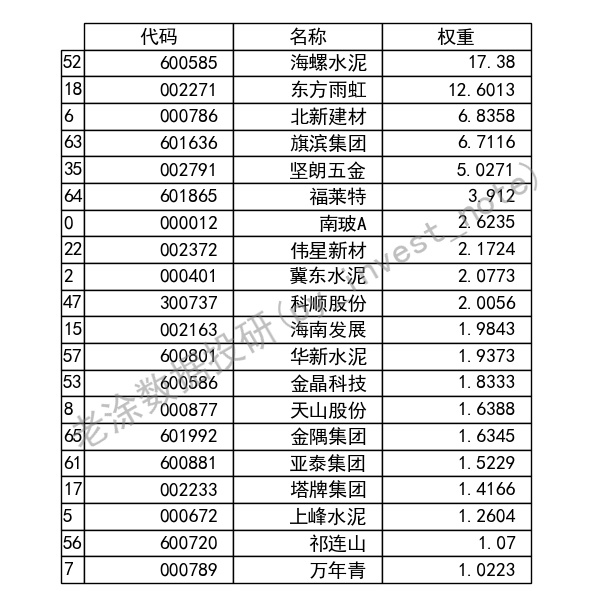 代码 名称 权重
52 600585 海螺水泥 17.38
18 002271 东方雨虹 12.6013
6 000786 北新建材 6.8358
63 601636 旗滨集团 6.7116
35 002791 坚朗五金 5.0271
64 601865 福莱特 3.912
0 000012 南玻A 2.6235
22 002372 伟星新材 2.1724
2 000401 冀东水泥 2.0773
47 300737 科顺股份 2.0056
15 002163 海南发展 1.9843
57 600801 华新水泥 1.9373
53 600586 金晶科技 1.8333
8 000877 天山股份 1.6388
65 601992 金隅集团 1.6345
61 600881 亚泰集团 1.5229
17 002233 塔牌集团 1.4166
5 000672 上峰水泥 1.2604
56 600720 祁连山 1.07
7 000789 万年青 1.0223
老涂数据投研(by invest_note)